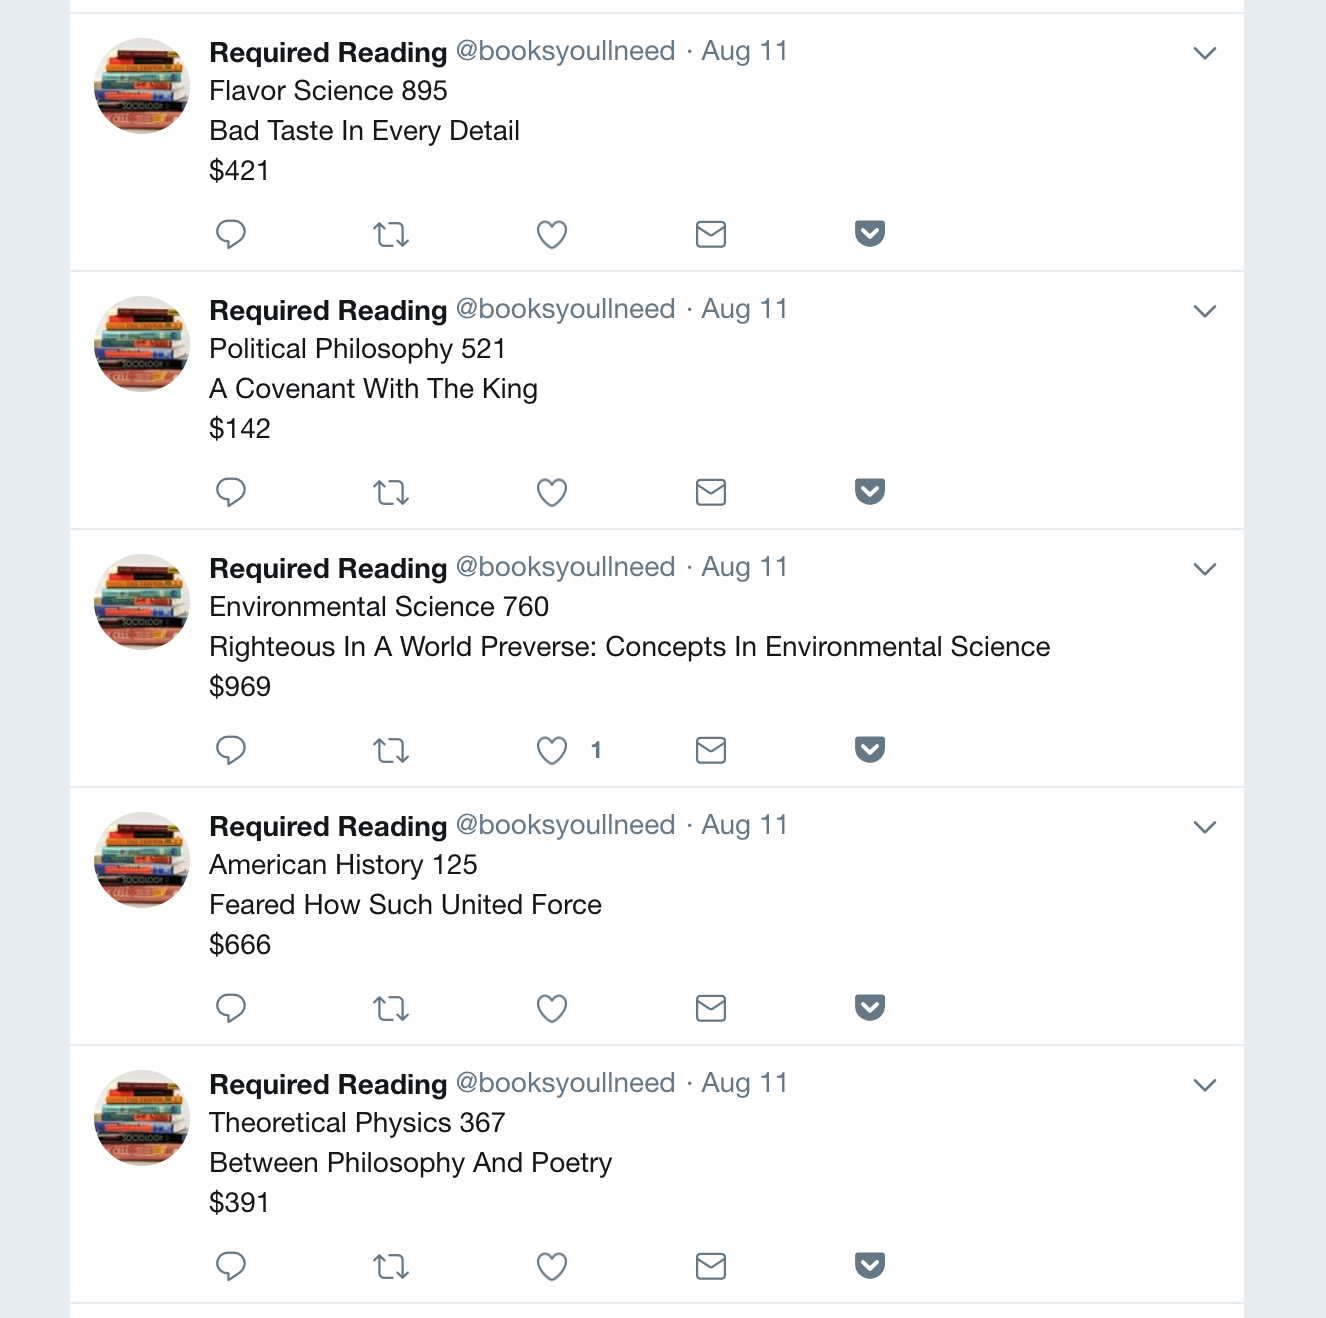 Required Reading @booksyoullneed · Aug 11
Flavor Science 895
Bad Taste In Every Detail
$421
Required Reading @booksyoullneed · Aug 11
Political Philosophy 521
A Covenant With The King
$142
Required Reading @booksyoullneed · Aug 11
Environmental Science 760
Righteous In A World Preverse: Concepts In Environmental Science
$969
1
Required Reading @booksyoullneed · Aug 11
American History 125
Feared How Such United Force
$666
Required Reading @booksyoullneed · Aug 11
Theoretical Physics 367
Between Philosophy And Poetry
$391